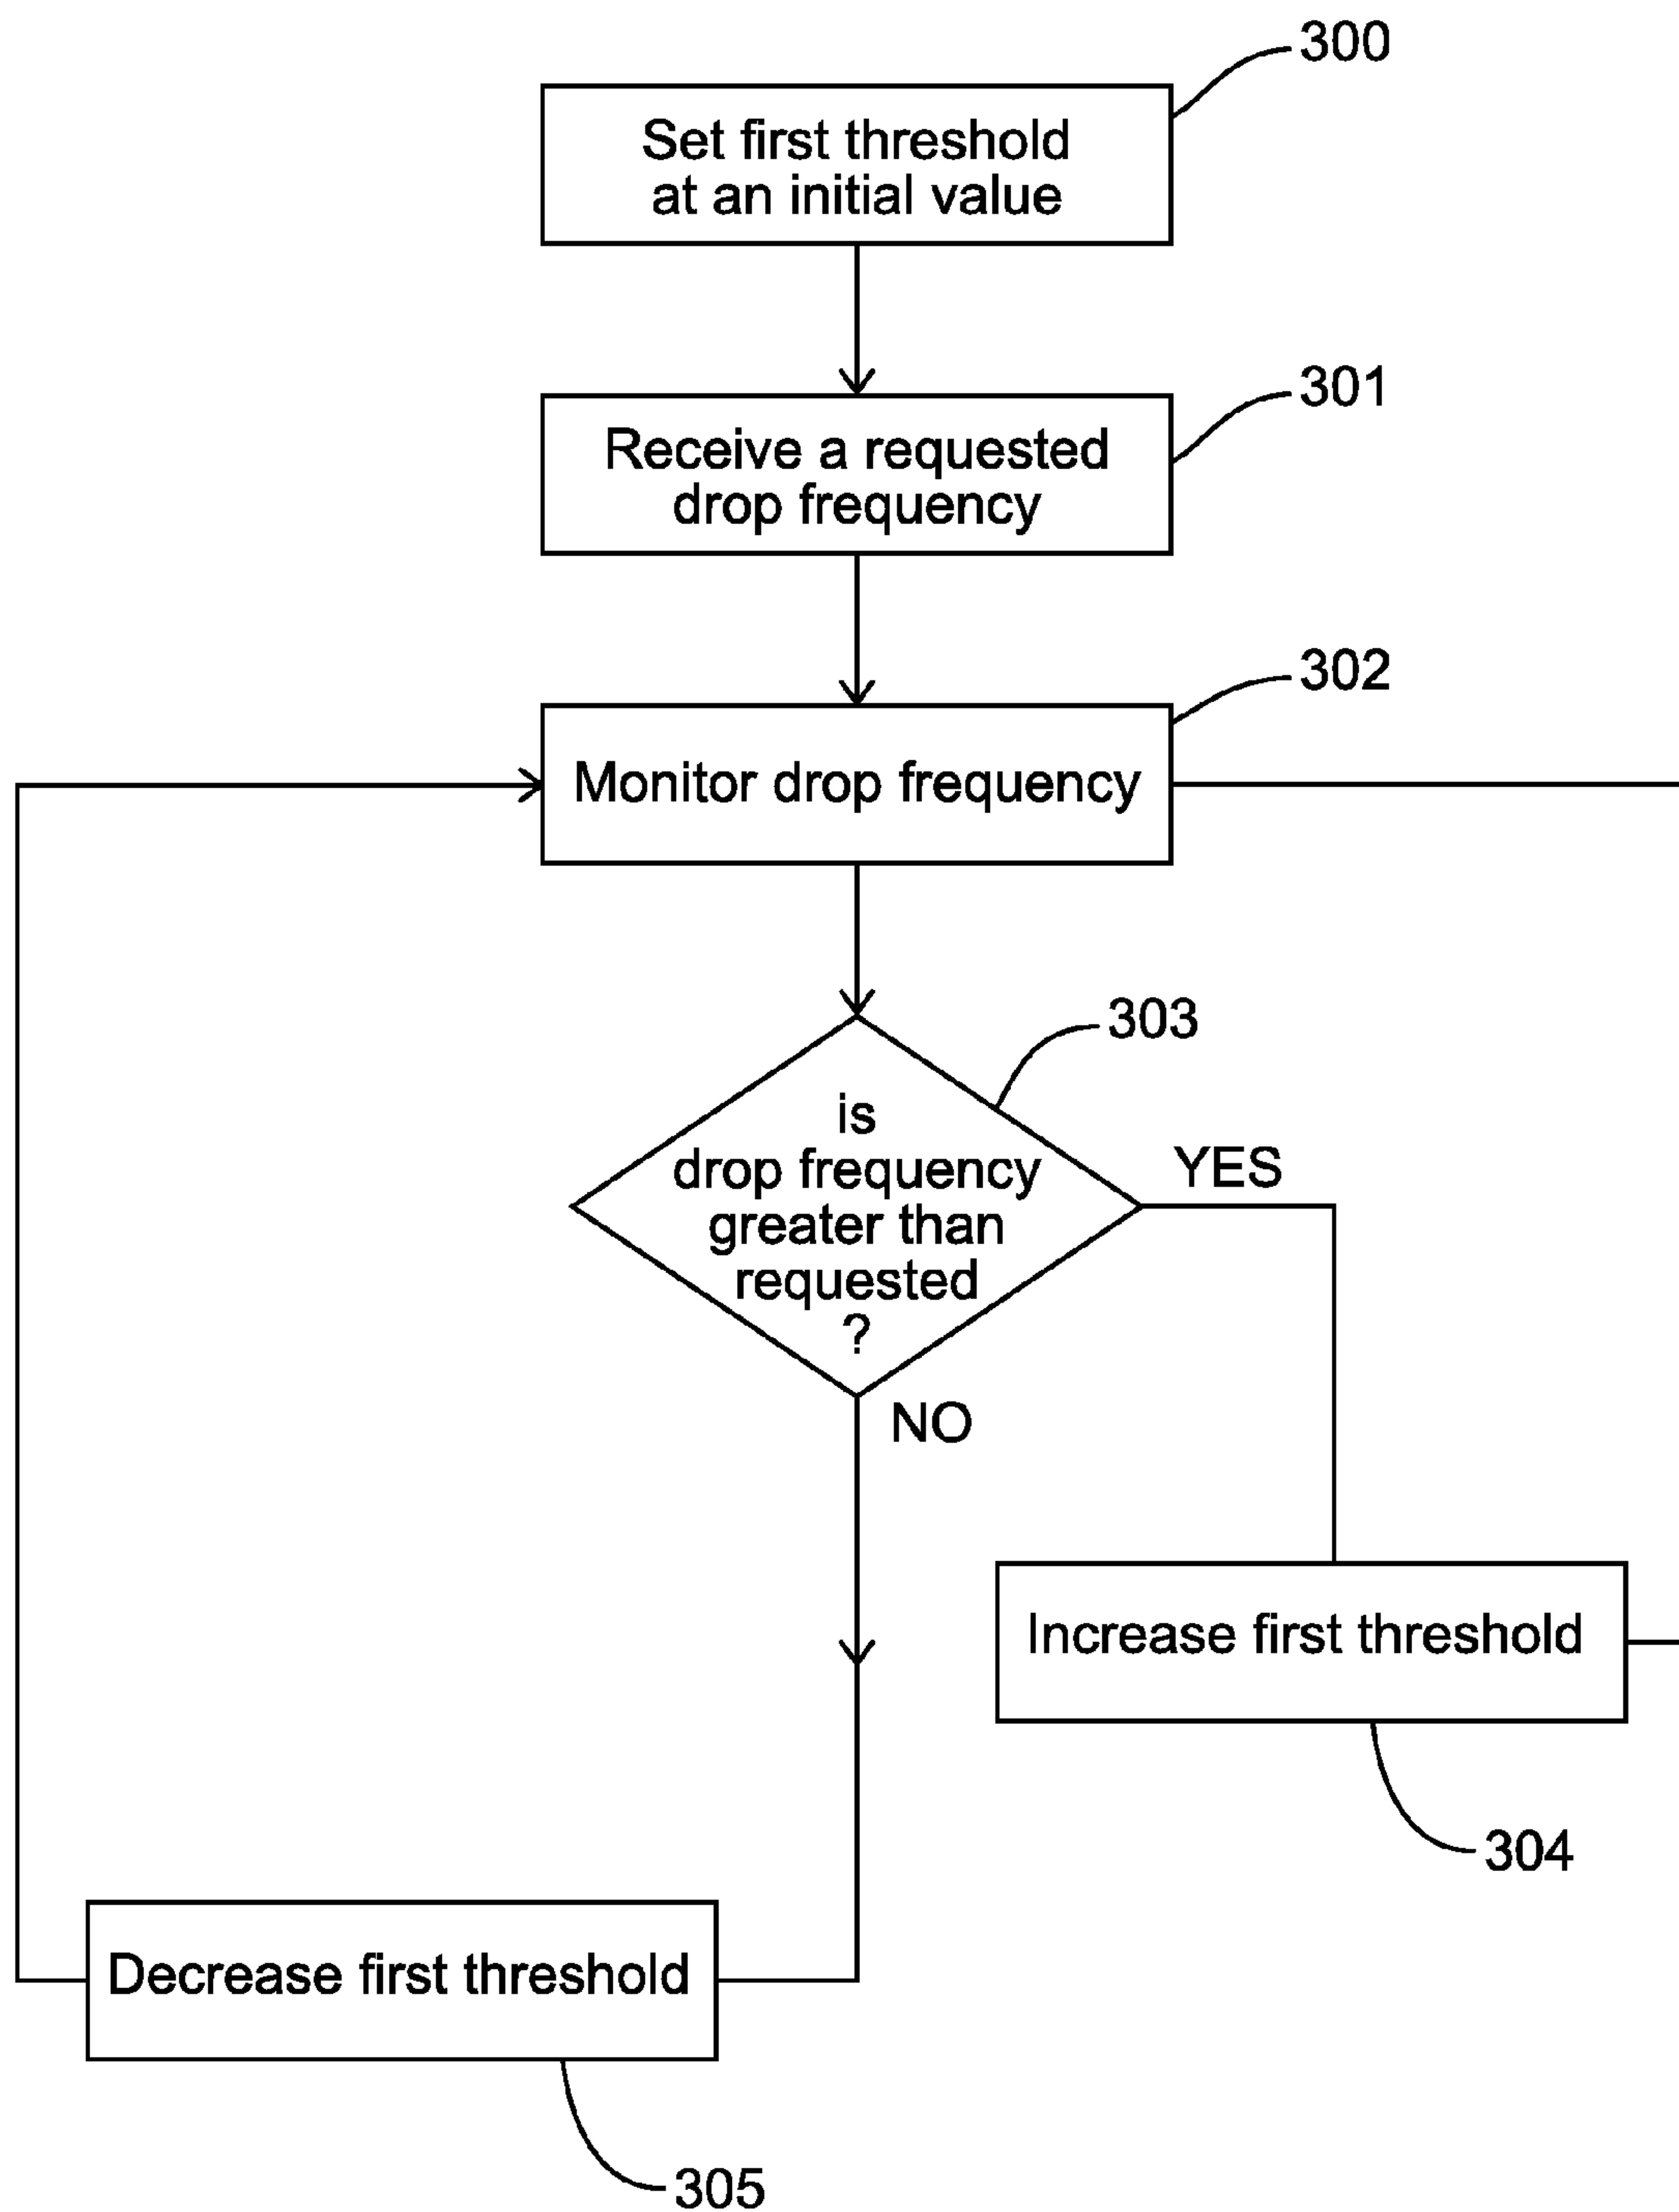 300
Set first threshold
at an initial value
301
Receive a requested
drop frequency
302
Monitor drop frequency
303
is
drop frequency
greater than
requested
?
YES
NO
Increase first threshold
304
Decrease first threshold
305